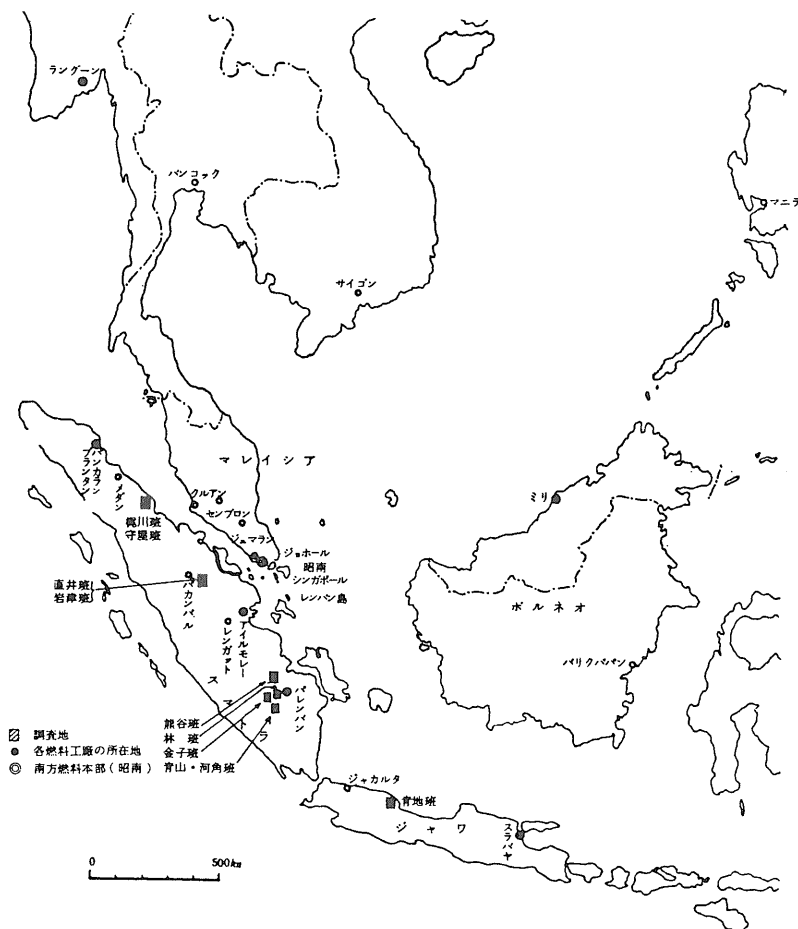 ラングーン
バンコック
マニラ
サイゴン
マレイシア
パンカラン
ブランタン
メダン
梶川班
守屋班
クルアン
センブロン
ジェマラン
ジョホール
昭南
シンガポール
レンパン島
ミリ
ボルネオ
バリクパパン
直井班
岩欝班
パカンバル
レンガット
アイルモレー
スマトラ
パレンバン
熊谷班
林 班
金子班
青山・河角班
調査地
各燃料工廠の所在地
南方燃料本部(昭南)
ジャカルタ
青地班
ジャワ
スラバヤ
0 500km